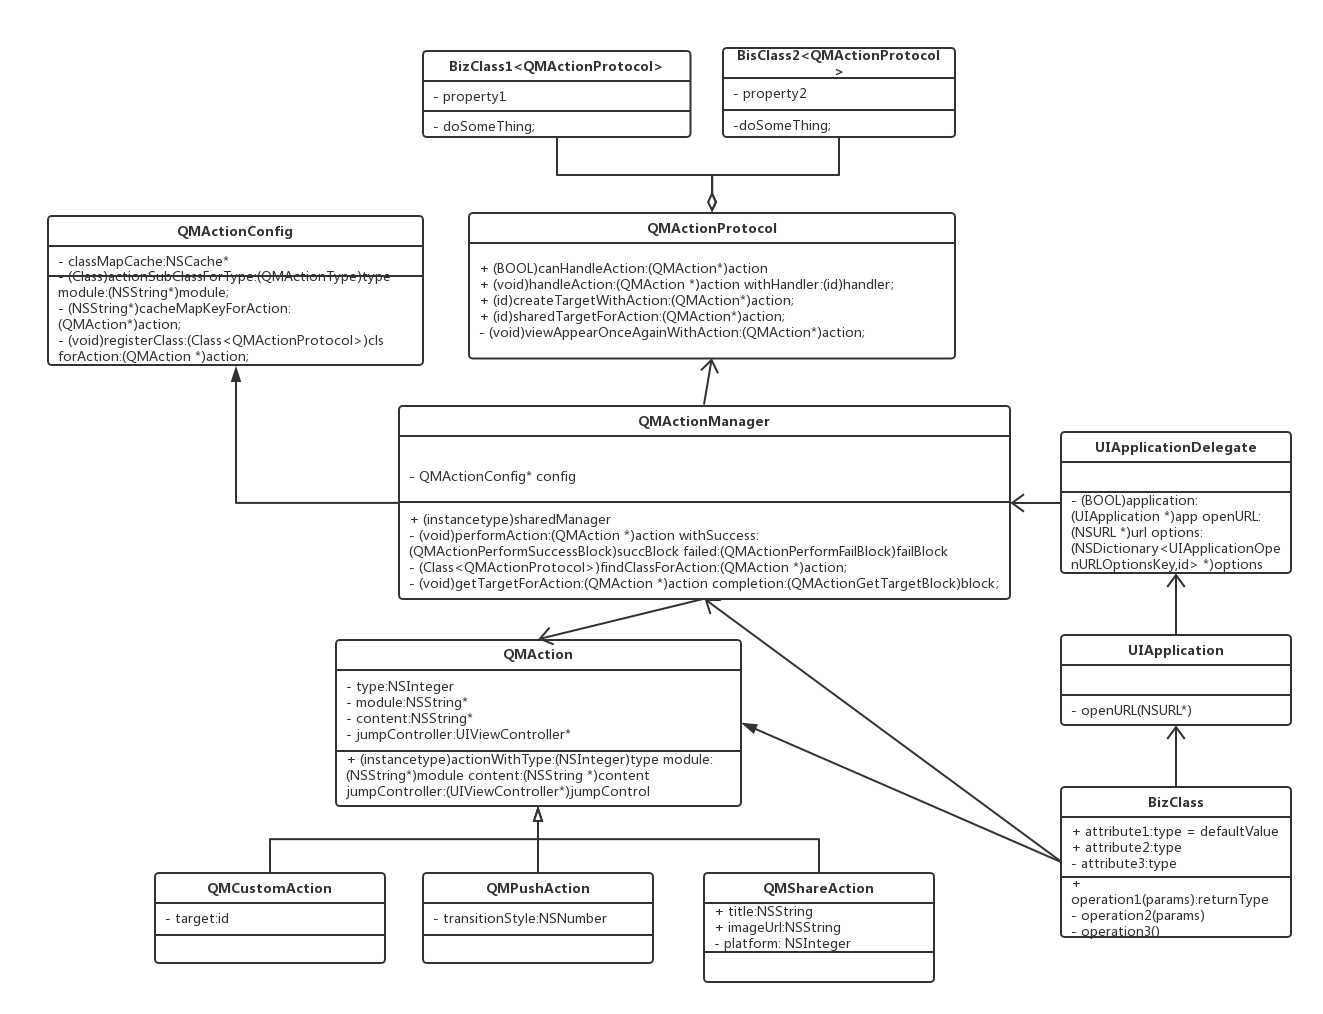 BizClass1<QMActionProtocol>
- property1
- doSomeThing;
BisClass2<QMActionProtocol
>
- property2
-doSomeThing;
QMActionConfig
- classMapCache:NSCache*
- (Class)actionSubClassForType:(QMActionType)type
module:(NSString*)module;
- (NSString*)cacheMapKeyForAction:
(QMAction*)action;
- (void)registerClass:(Class<QMActionProtocol>)cls
forAction:(QMAction *)action;
QMActionProtocol
+ (BOOL)canHandleAction:(QMAction*)action
+ (void)handleAction:(QMAction *)action withHandler:(id)handler;
+ (id)createTargetWithAction:(QMAction*)action;
+ (id)sharedTargetForAction:(QMAction*)action;
- (void)viewAppearOnceAgainWithAction:(QMAction*)action;
QMActionManager
- QMActionConfig* config
+ (instancetype)sharedManager
- (void)performAction:(QMAction *)action withSuccess:
(QMActionPerformSuccessBlock)succBlock failed:(QMActionPerformFailBlock)failBlock
- (Class<QMActionProtocol>)findClassForAction:(QMAction *)action;
- (void)getTargetForAction:(QMAction *)action completion:(QMActionGetTargetBlock)block;
UIApplicationDelegate
- (BOOL)application:
(UIApplication *)app openURL:
(NSURL *)url options:
(NSDictionary<UIApplicationOpe
nURLOptionsKey,id> *)options
QMAction
- type:NSInteger
- module:NSString*
- content:NSString*
- jumpController:UIViewController*
+ (instancetype)actionWithType:(NSInteger)type module:
(NSString*)module content:(NSString *)content
jumpController:(UIViewController*)jumpControl
UIApplication
- openURL(NSURL*)
BizClass
+ attribute1:type = defaultValue
+ attribute2:type
- attribute3:type
+
operation1(params):returnType
- operation2(params)
- operation3()
QMCustomAction
- target:id
QMPushAction
- transitionStyle:NSNumber
QMShareAction
+ title:NSString
+ imageUrl:NSString
- platform: NSInteger